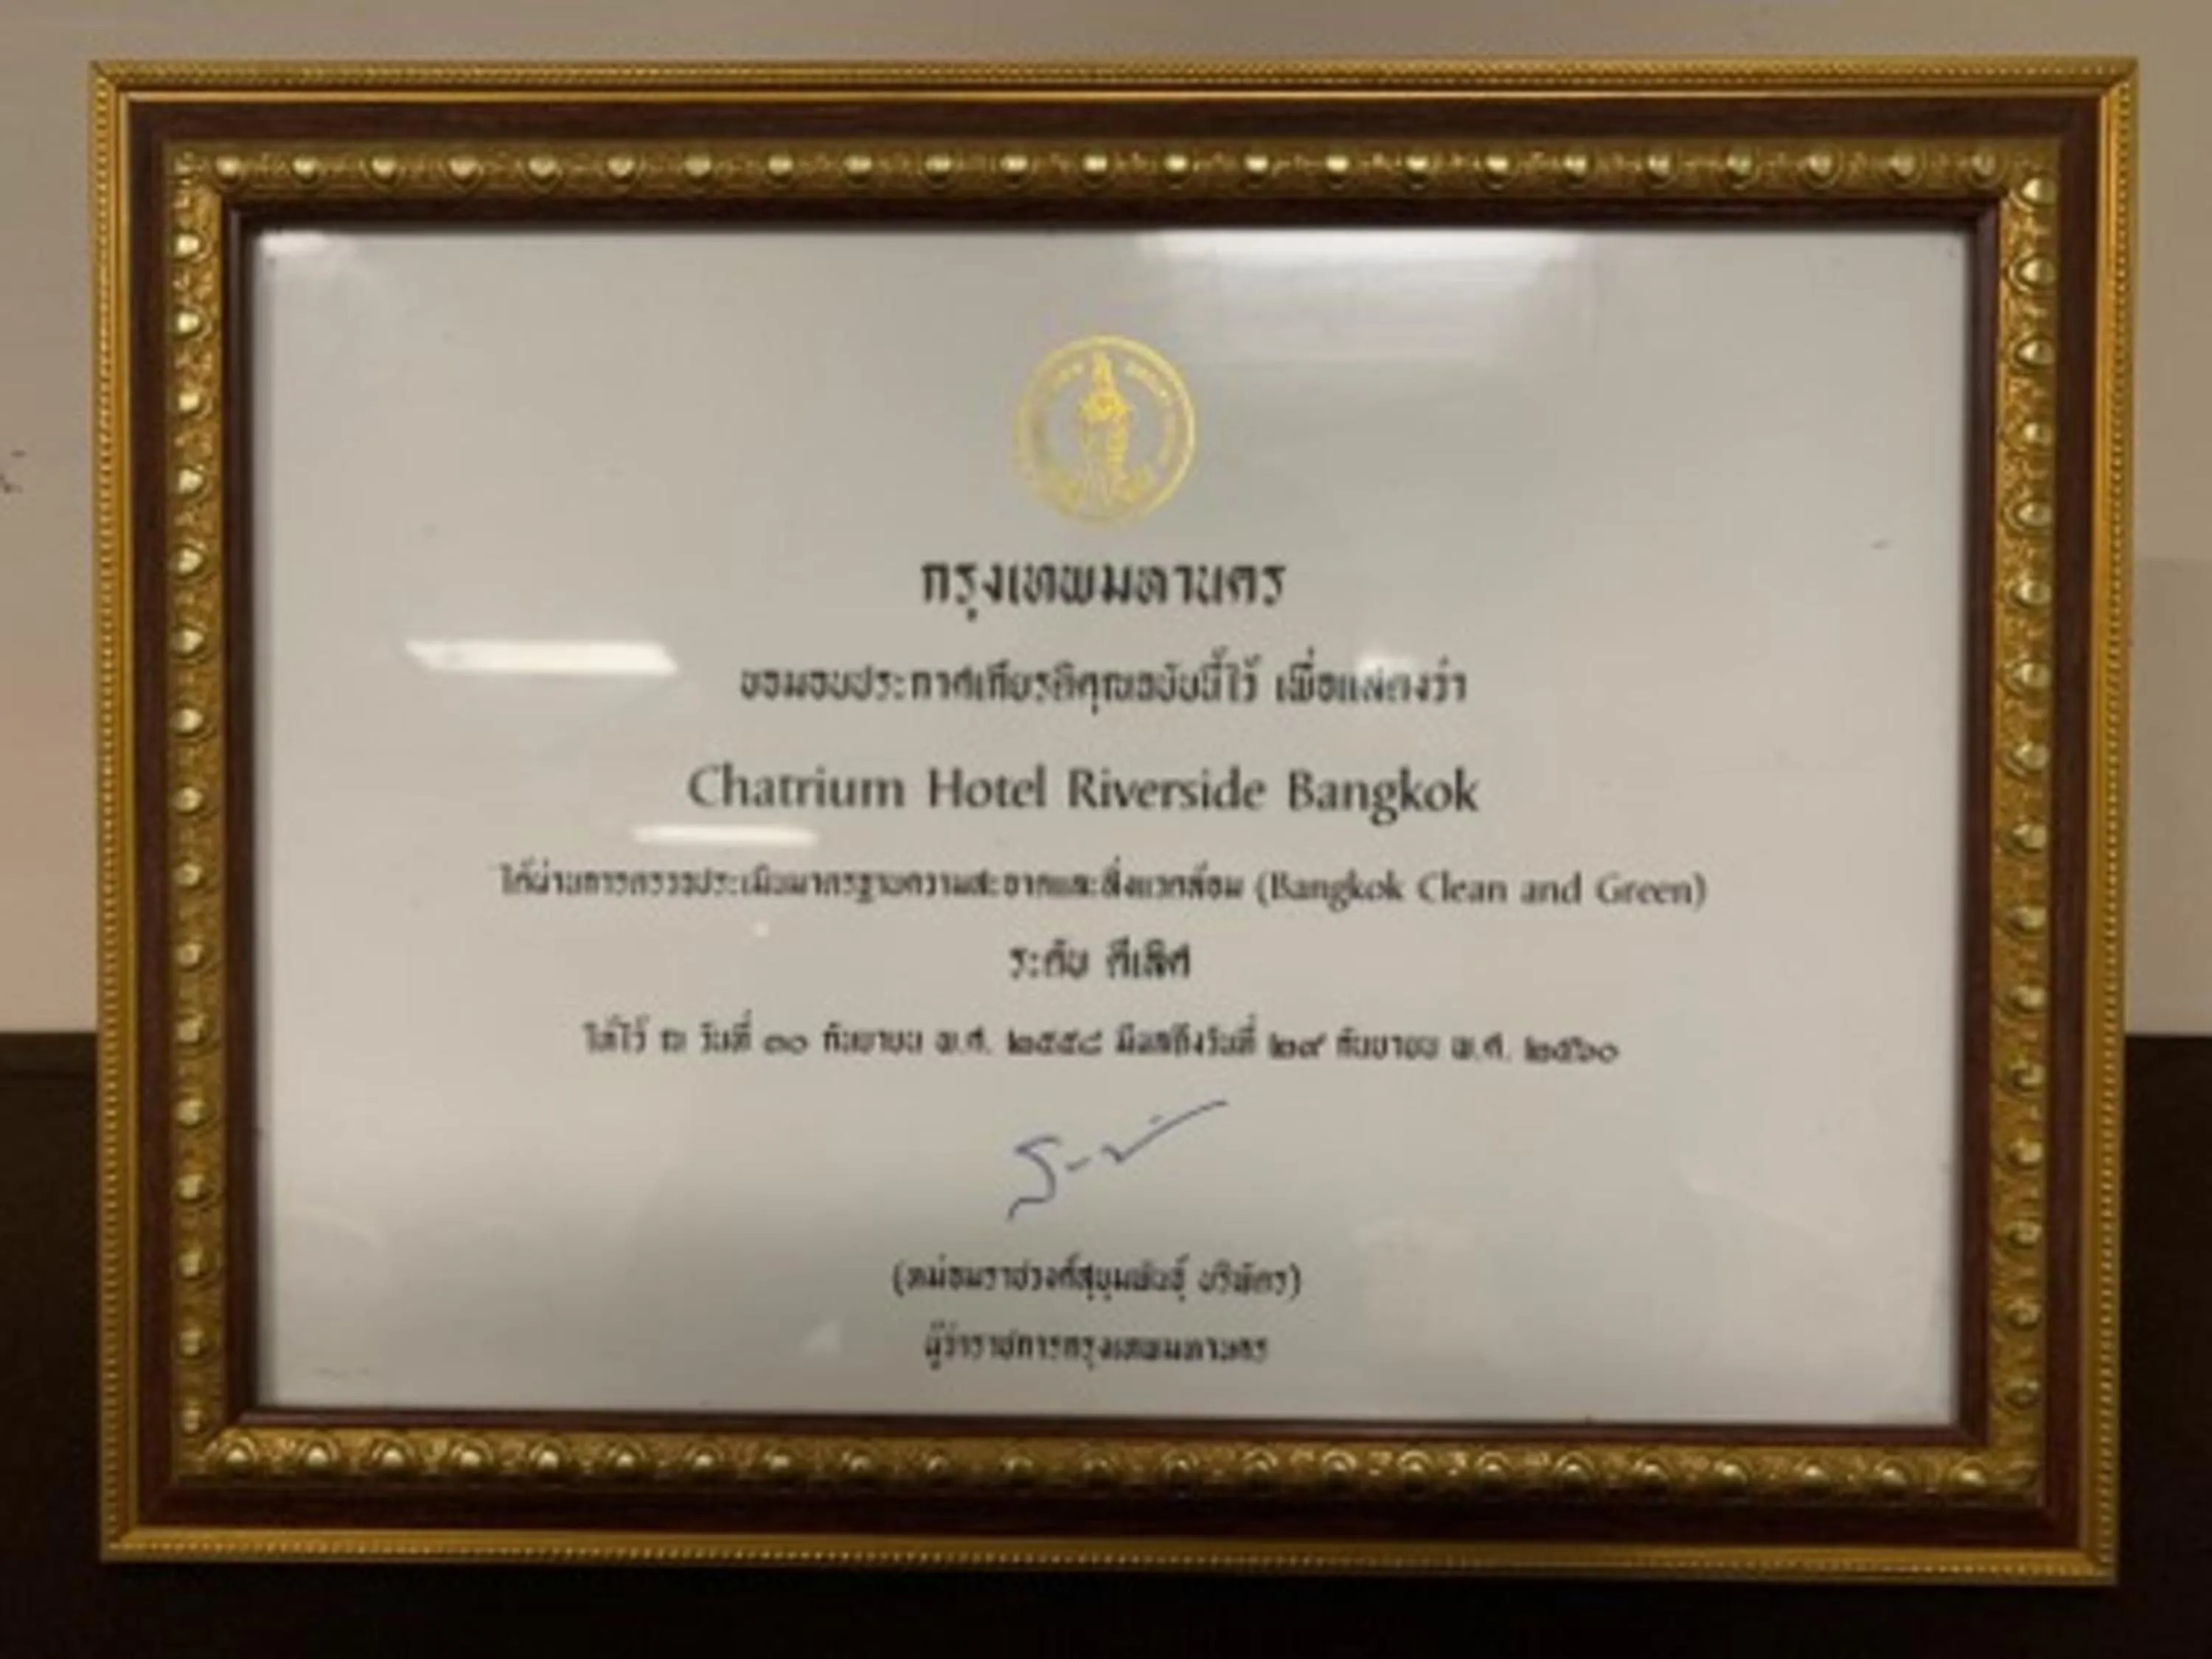 กรุงเทพมหานคร
ขอมอบประกาศเกียรติคุณฉบับนี้ไว้ เพื่อแสดงว่า
Chatrium Hotel Riverside Bangkok
ได้ผ่านการตรวจประเมินมาตรฐานความสะอาดและสิ่งแวดล้อม (Bangkok Clean and Green)
ระดับ ดีเลิศ
ให้ไว้ ณ วันที่ ๓๐ กันยายน พ.ศ. ๒๕๕๘ มีผลถึงวันที่ ๒๙ กันยายน พ.ศ. ๒๕๖๐
(หม่อมราชวงศ์สุขุมพันธุ์ บริพัตร)
ผู้ว่าราชการกรุงเทพมหานคร